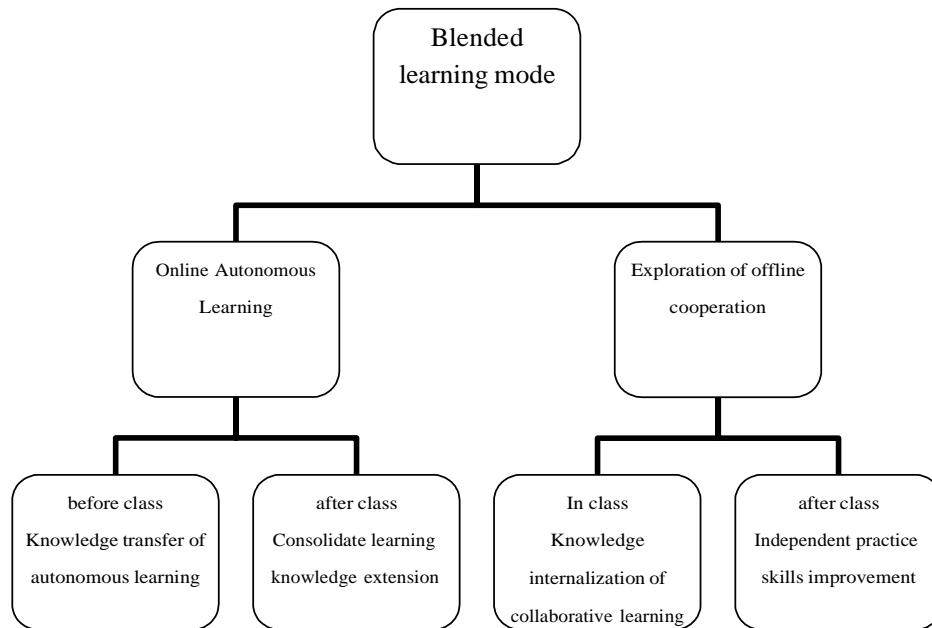 Blended
learning mode
Online Autonomous
Learning
Exploration of offline
cooperation
before class
Knowledge transfer of
autonomous learning
after class
Consolidate learning
knowledge extension
In class
Knowledge
internalization of
collaborative learning
after class
Independent practice
skills improvement